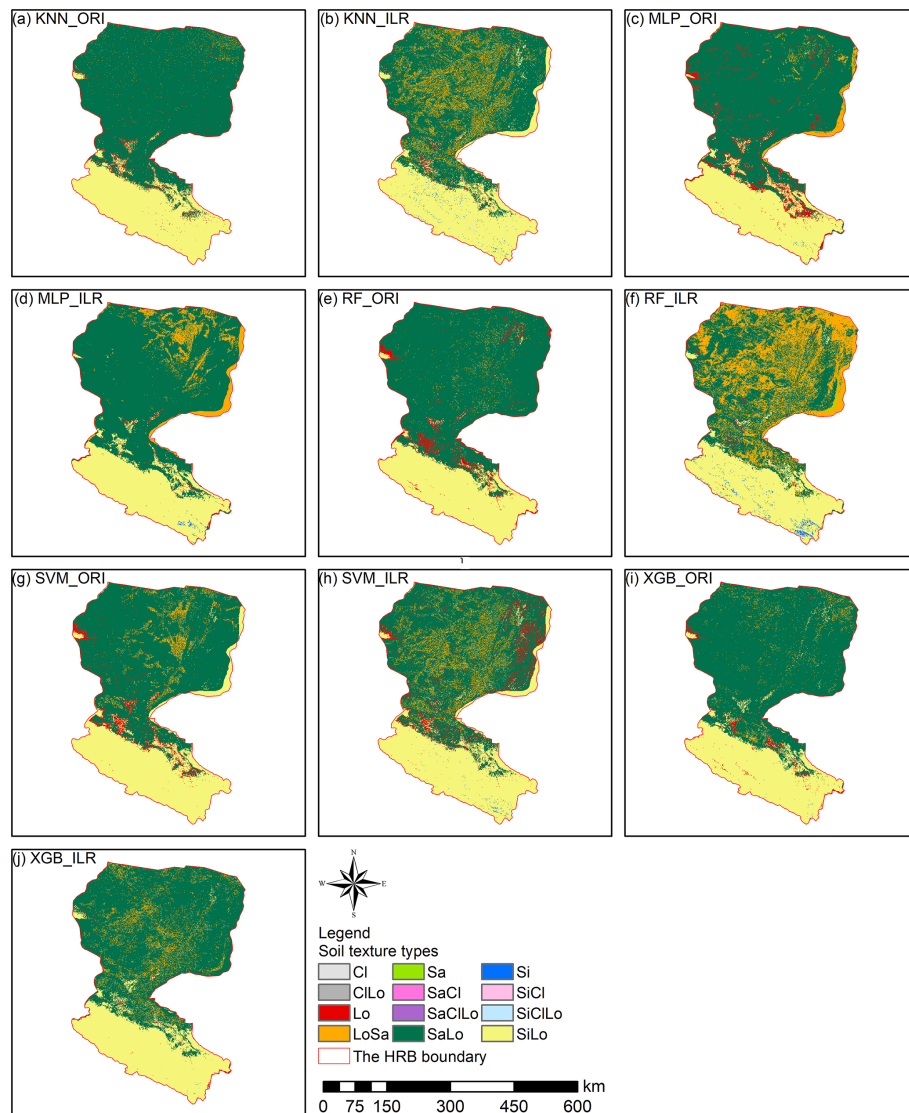 (a) KNN_ORI
(b) KNN_ILR
(c) MLP_ORI
(d) MLP_ILR
(e) RF_ORI
(f) RF_ILR
(g) SVM_ORI
(h) SVM_ILR
(i) XGB_ORI
(j) XGB_ILR
N
W E
S
Legend
Soil texture types
Cl Sa Si
ClLo SaCl SiCl
Lo SaClLo SiClLo
LoSa SaLo SiLo
The HRB boundary
km
0 75 150 300 450 600